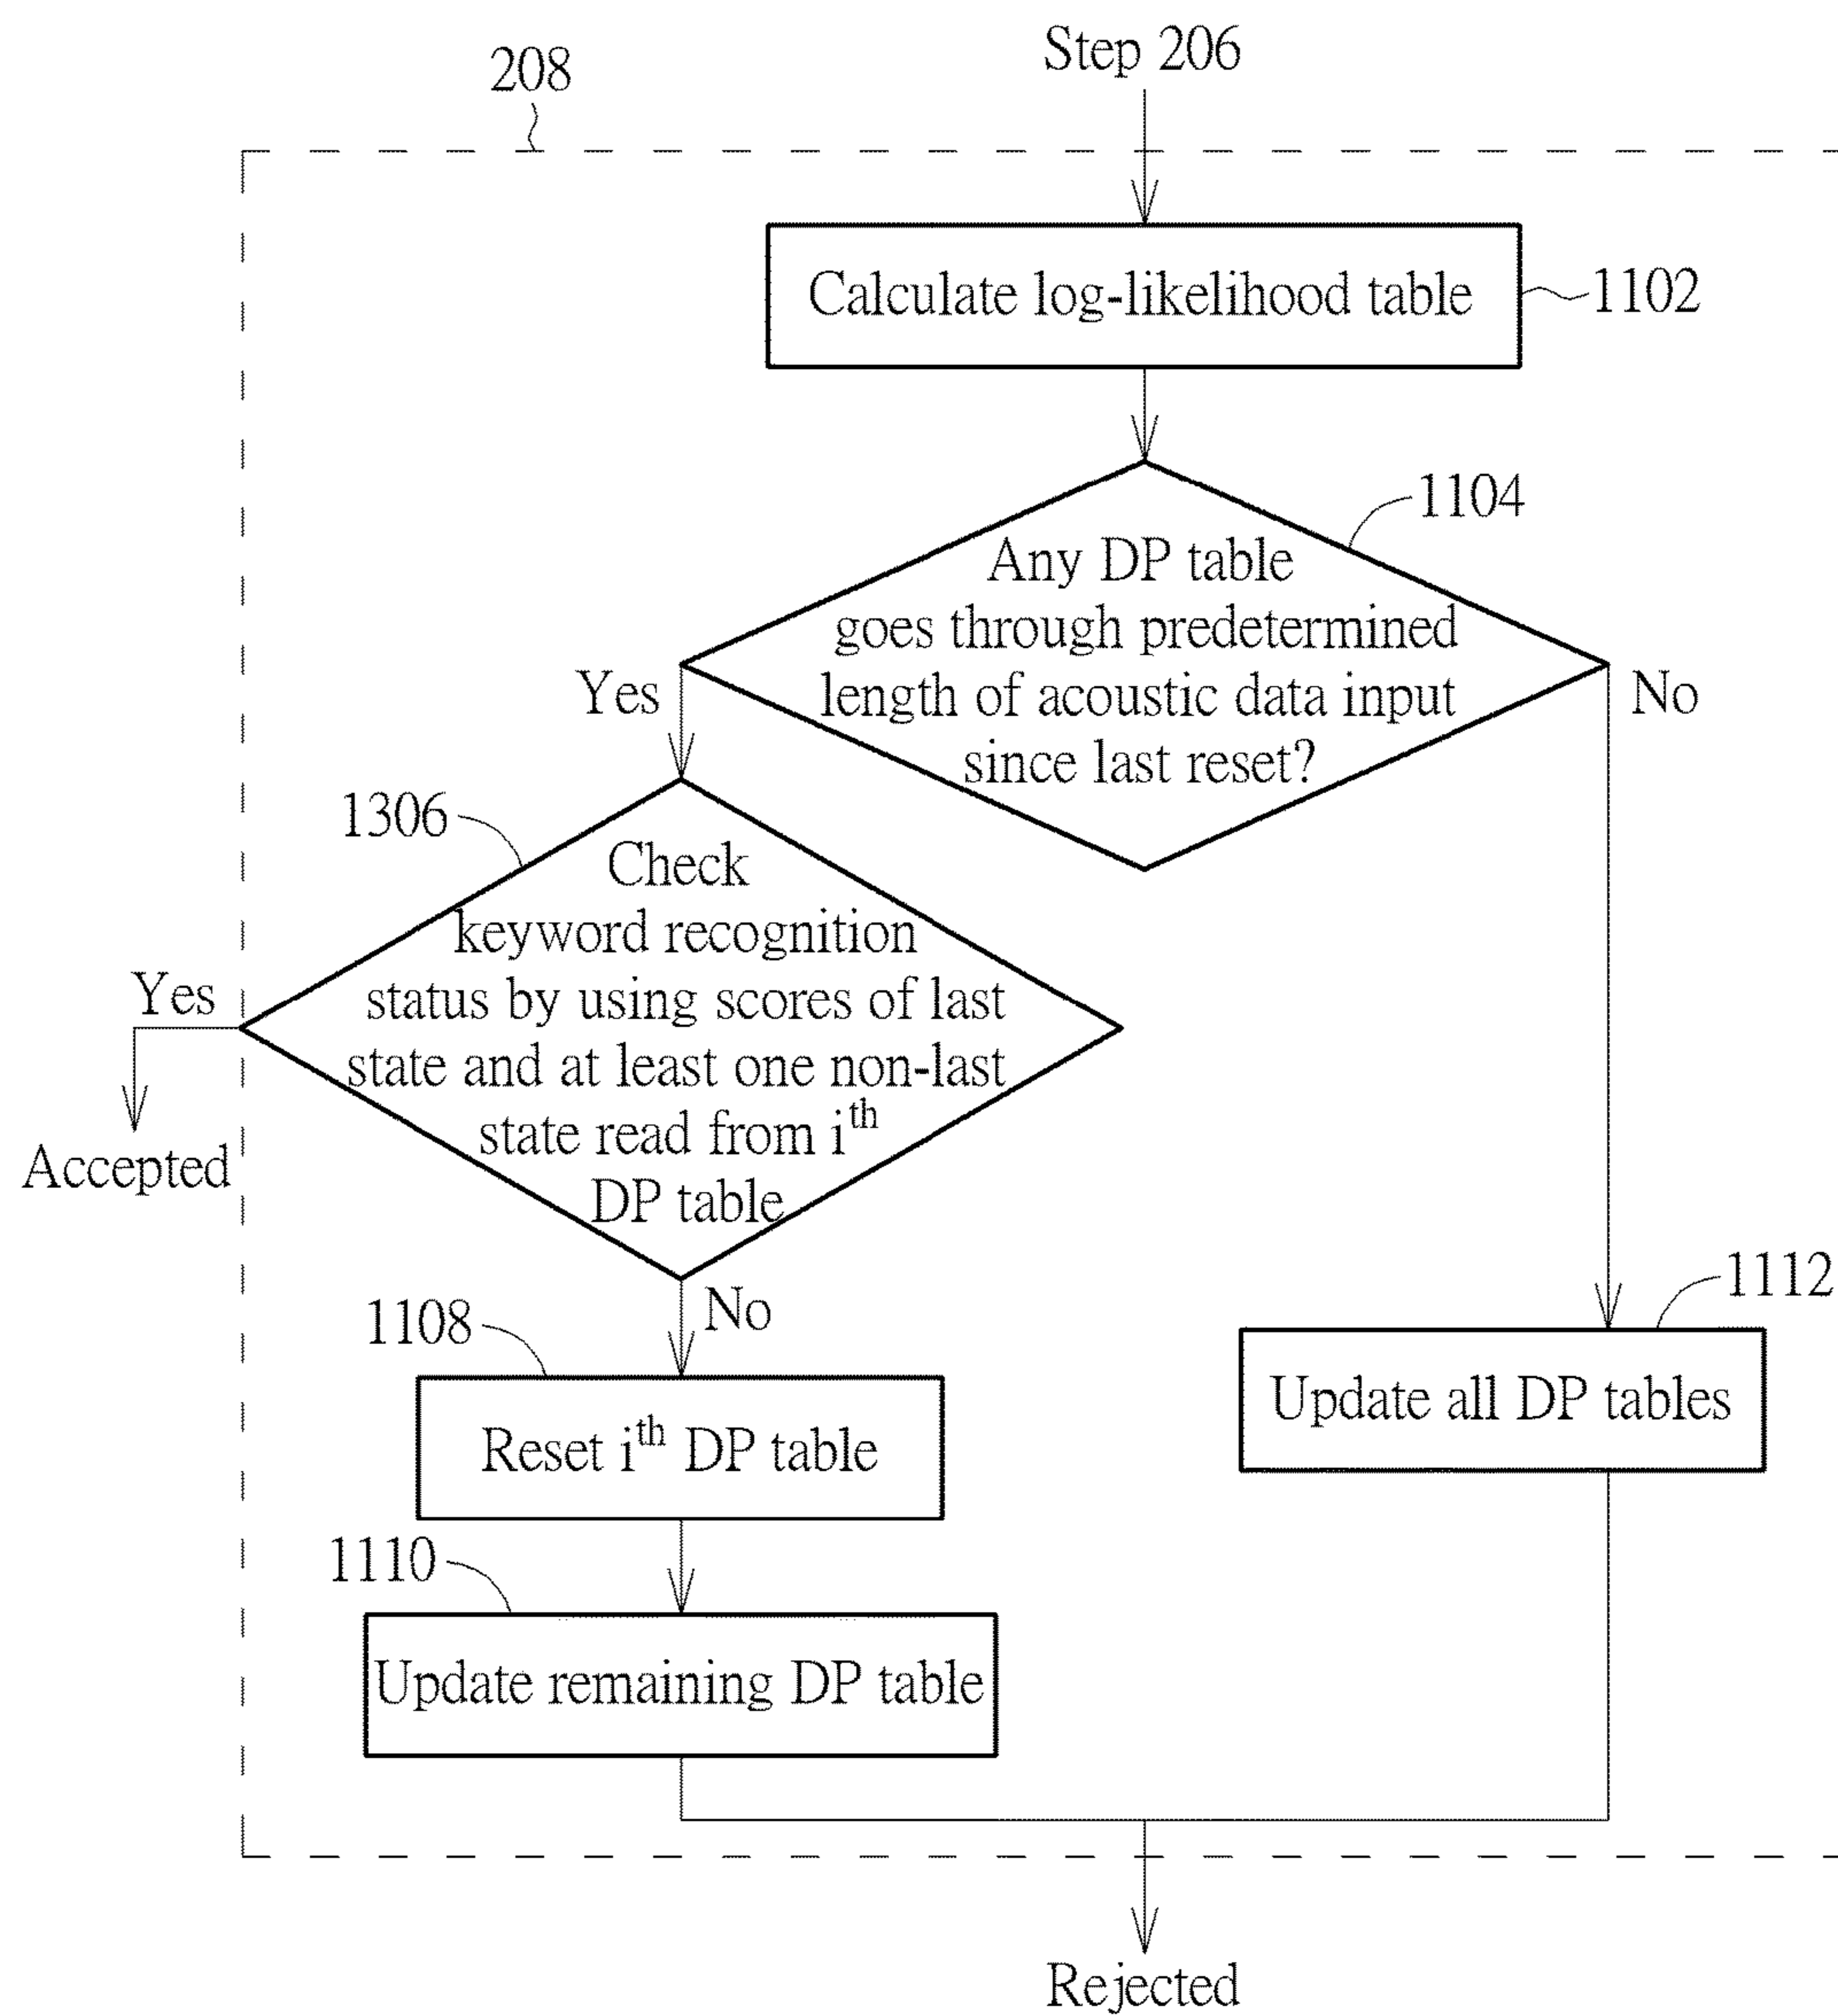 Step 206
208
Calculate log-likelihood table
1102
1104
Any DP table
goes through predetermined
length of acoustic data input
since last reset?
Yes
No
1306
Check
keyword recognition
status by using scores of last
state and at least one non-last
state read from ith
DP table
Yes
Accepted
No
1108
Reset ith DP table
1112
Update all DP tables
1110
Update remaining DP table
Rejected